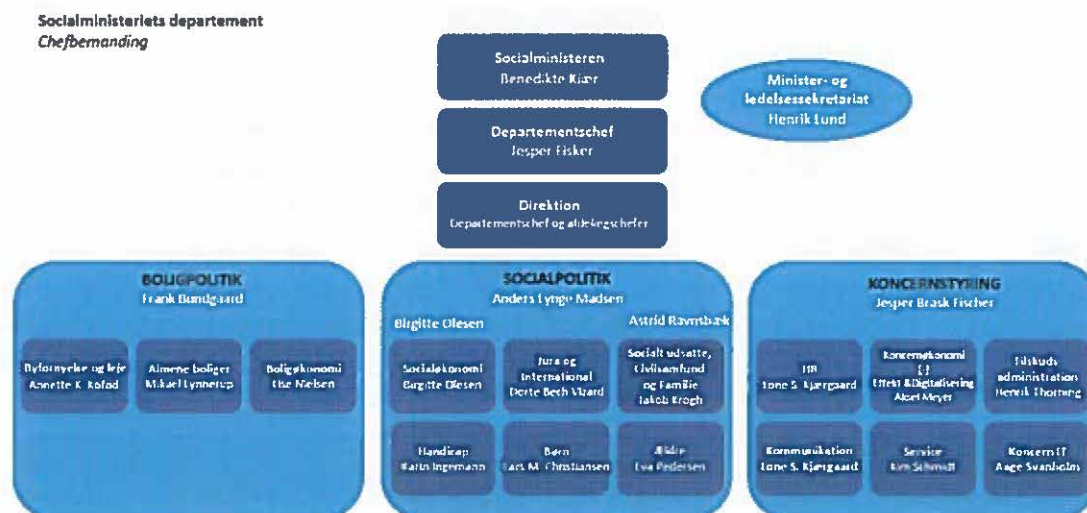 Socialministeriets departement
Chefbemanding
Socialministeren
Benedikte Kiær
Minister- og
ledelsessekretariat
Henrik Lund
Departementschef
Jesper Fisker
Direktion
Departementschef og afdelingschefer
BOLIGPOLITIK
Frank Bundgaard
Byfornyelse og leje
Annette K. Kofod
Almene boliger
Mikael Lynnerup
Boligøkonomi
Else Nielsen
SOCIALPOLITIK
Anders Lynge Madsen
Birgitte Olesen
Astrid Ravnsbæk
Socialøkonomi
Birgitte Olesen
Jura og
International
Dorte Bech Vizard
Socialt udsatte,
Civilsamfund
og Familie
Jakob Krogh
Handicap
Karin Ingemann
Børn
Lars M. Christiansen
Ældre
Eva Pedersen
KONCERNSTYRING
Jesper Brask Fischer
HR
Lone S. Kjærgaard
Koncernøkonomi
Effekt & Digitalisering
Aksel Meyer
Tilskuds
administration
Henrik Thorning
Kommunikation
Lone S. Kjærgaard
Service
Kim Schmidt
Koncern IT
Aage Svanholm